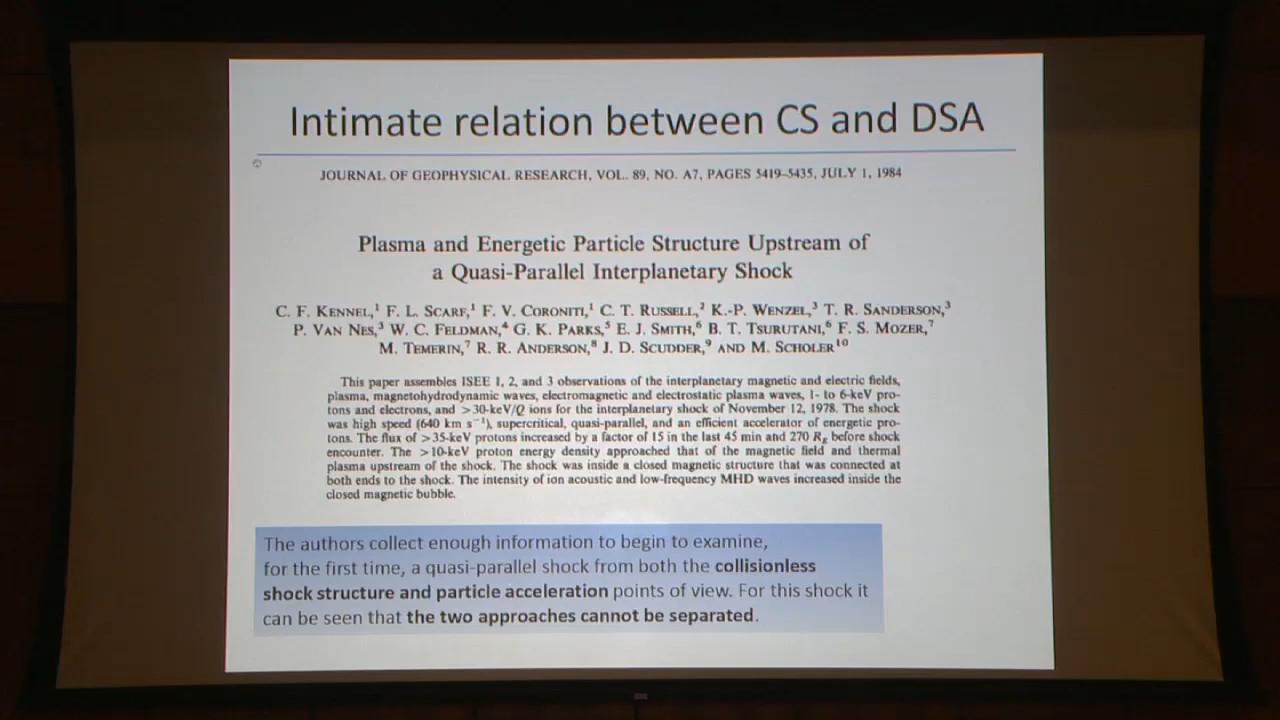 Intimate relation between CS and DSA
JOURNAL OF GEOPHYSICAL RESEARCH, VOL. 89, NO. A7, PAGES 5419–5435, JULY 1, 1984
Plasma and Energetic Particle Structure Upstream of
a Quasi-Parallel Interplanetary Shock
C. F. KENNEL,¹ F. L. SCARF,¹ F. V. CORONITI,¹ C. T. RUSSELL,² K.-P. WENZEL,³ T. R. SANDERSON,³
P. VAN NES,³ W. C. FELDMAN,⁴ G. K. PARKS,⁵ E. J. SMITH,⁶ B. T. TSURUTANI,⁶ F. S. MOZER,⁷
M. TEMERIN,⁷ R. R. ANDERSON,⁸ J. D. SCUDDER,⁹ AND M. SCHOLER¹⁰
This paper assembles ISEE 1, 2, and 3 observations of the interplanetary magnetic and electric fields,
plasma, magnetohydrodynamic waves, electromagnetic and electrostatic plasma waves, 1- to 6-keV pro-
tons and electrons, and >30-keV/Q ions for the interplanetary shock of November 12, 1978. The shock
was high speed (640 km s⁻¹), supercritical, quasi-parallel, and an efficient accelerator of energetic pro-
tons. The flux of >35-keV protons increased by a factor of 15 in the last 45 min and 270 R_E before shock
encounter. The >10-keV proton energy density approached that of the magnetic field and thermal
plasma upstream of the shock. The shock was inside a closed magnetic structure that was connected at
both ends to the shock. The intensity of ion acoustic and low-frequency MHD waves increased inside the
closed magnetic bubble.
The authors collect enough information to begin to examine,
for the first time, a quasi-parallel shock from both the collisionless
shock structure and particle acceleration points of view. For this shock it
can be seen that the two approaches cannot be separated.